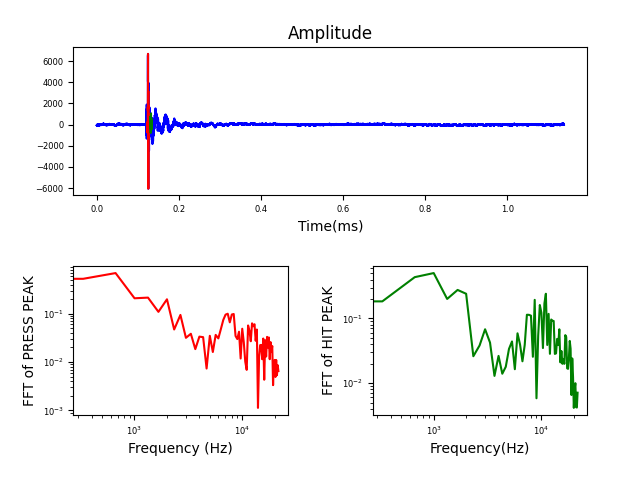 Amplitude
6000
4000
2000
0
−2000
−4000
−6000
0.0 0.2 0.4 0.6 0.8 1.0
Time(ms)
FFT of PRESS PEAK
10⁻¹
10⁻²
10⁻³
10³ 10⁴
Frequency (Hz)
FFT of HIT PEAK
10⁻¹
10⁻²
10³ 10⁴
Frequency(Hz)